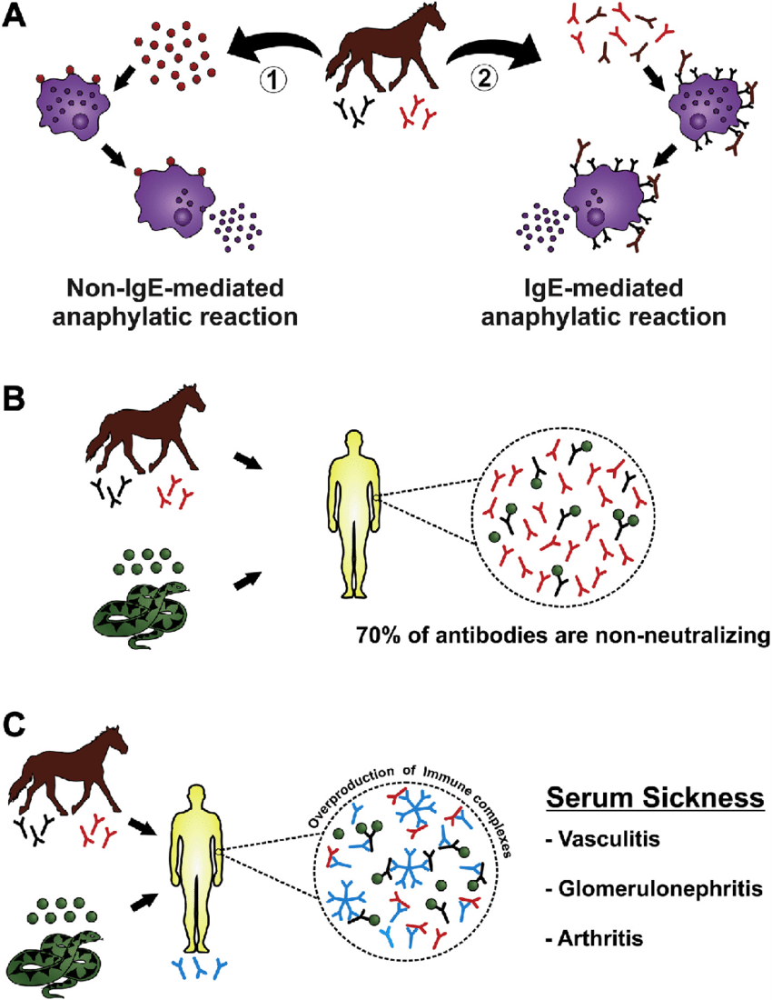 A
1
2
Non-IgE-mediated
anaphylatic reaction
IgE-mediated
anaphylatic reaction
B
70% of antibodies are non-neutralizing
C
Overproduction of Immune complexes
Serum Sickness
- Vasculitis
- Glomerulonephritis
- Arthritis